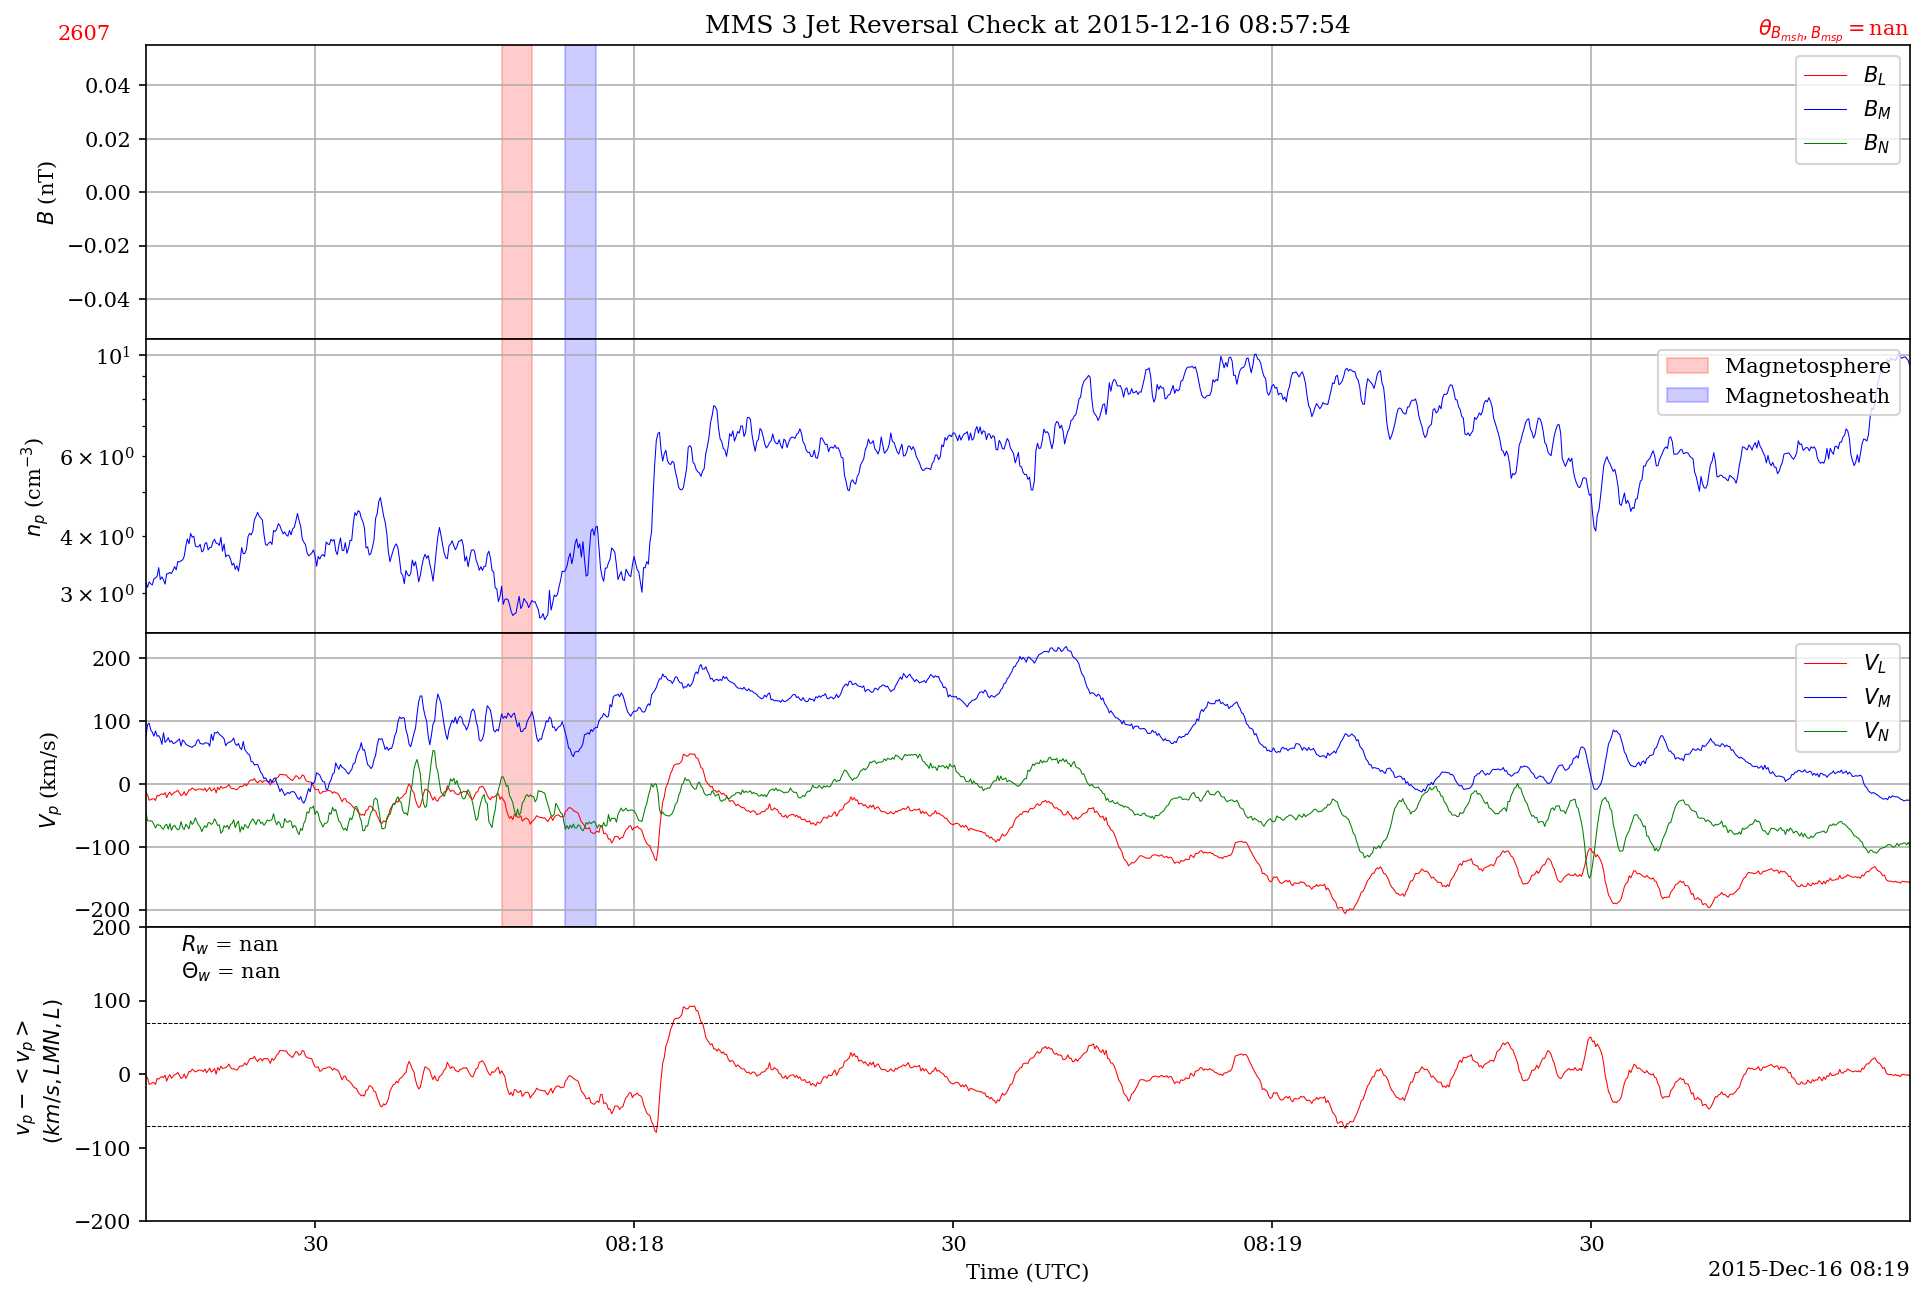 2607
MMS 3 Jet Reversal Check at 2015-12-16 08:57:54
θ_{B_{msh}, B_{msp}} = nan
B (nT)
0.04
0.02
0.00
−0.02
−0.04
B_L
B_M
B_N
n_p (cm^{−3})
10^1
6 × 10^0
4 × 10^0
3 × 10^0
Magnetosphere
Magnetosheath
V_p (km/s)
200
100
0
−100
−200
V_L
V_M
V_N
v_p − < v_p >
(km/s, LMN, L)
200
100
0
−100
−200
R_w = nan
Θ_w = nan
30
08:18
30
08:19
30
Time (UTC)
2015-Dec-16 08:19